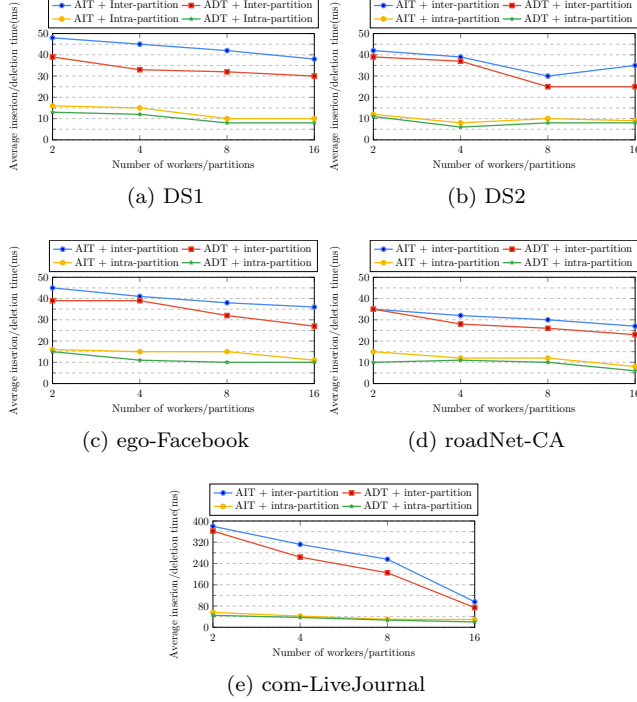 AIT + Inter-partition ADT + Inter-partition
AIT + Intra-partition ADT + Intra-partition
Average inserion/deletion time(ms)
50
40
30
20
10
0
2 4 8 16
Number of workers/partitions
(a) DS1
AIT + inter-partition ADT + inter-partition
AIT + intra-partition ADT + intra-partition
Average inserion/deletion time(ms)
50
40
30
20
10
0
2 4 8 16
Number of workers/partitions
(b) DS2
AIT + inter-partition ADT + inter-partition
AIT + intra-partition ADT + intra-partition
Average inserion/deletion time(ms)
50
40
30
20
10
0
2 4 8 16
Number of workers/partitions
(c) ego-Facebook
AIT + inter-partition ADT + inter-partition
AIT + intra-partition ADT + intra-partition
Average inserion/deletion time(ms)
50
40
30
20
10
0
2 4 8 16
Number of workers/partitions
(d) roadNet-CA
AIT + inter-partition ADT + inter-partition
AIT + intra-partition ADT + intra-partition
Average inserion/deletion time(ms)
400
320
240
160
80
0
2 4 8 16
Number of workers/partitions
(e) com-LiveJournal